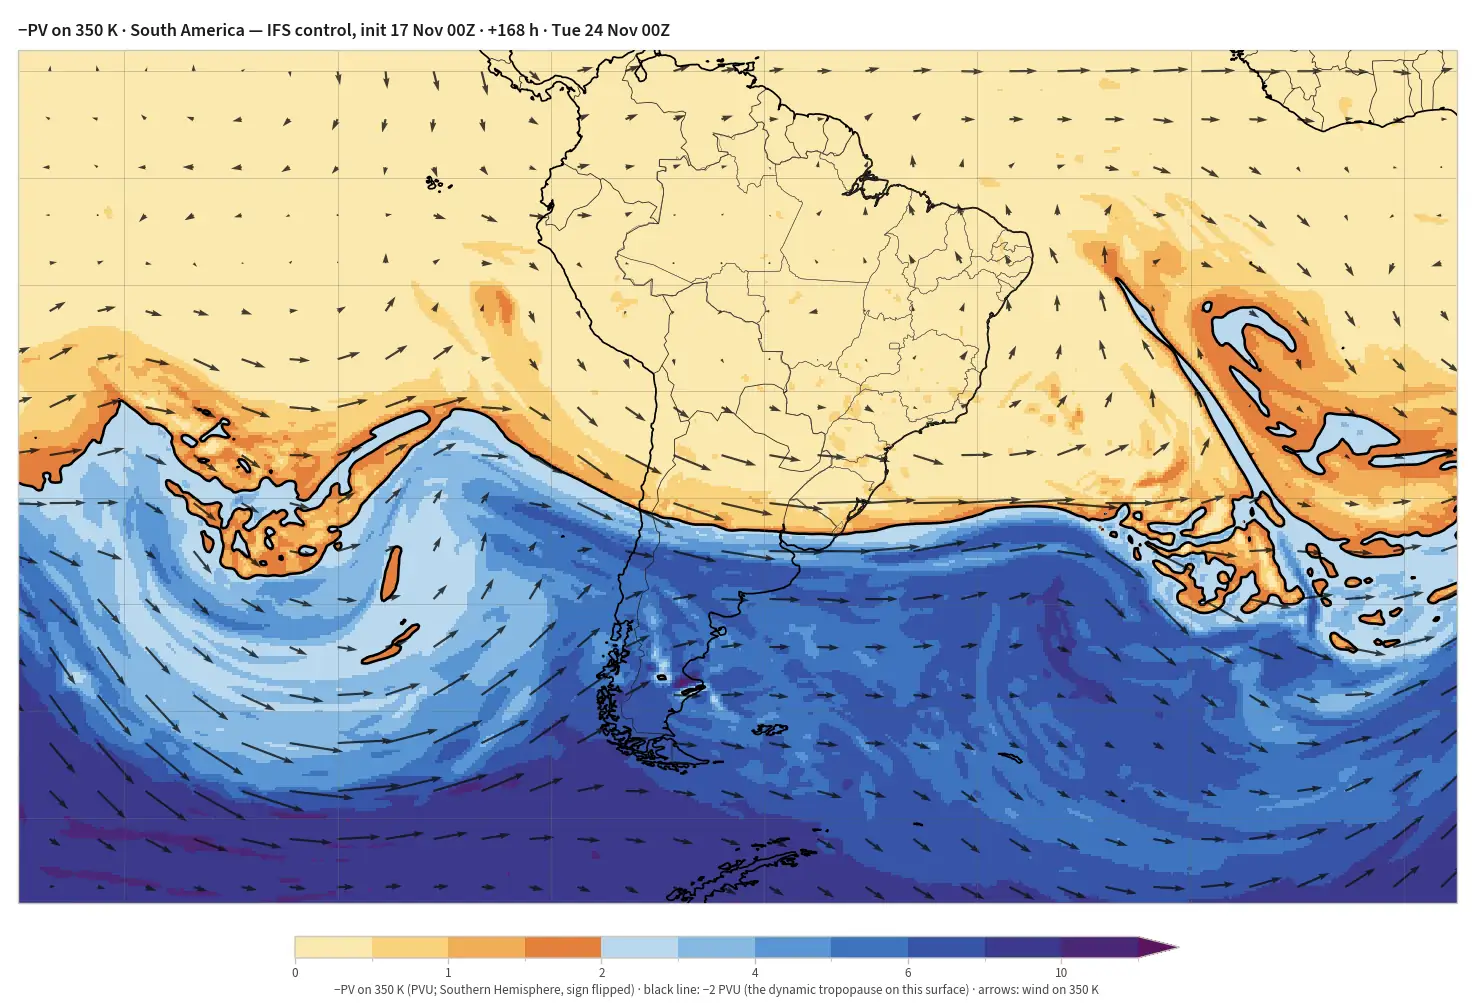 −PV on 350 K · South America — IFS control, init 17 Nov 00Z · +168 h · Tue 24 Nov 00Z
0 1 2 4 6 10
−PV on 350 K (PVU; Southern Hemisphere, sign flipped) · black line: −2 PVU (the dynamic tropopause on this surface) · arrows: wind on 350 K